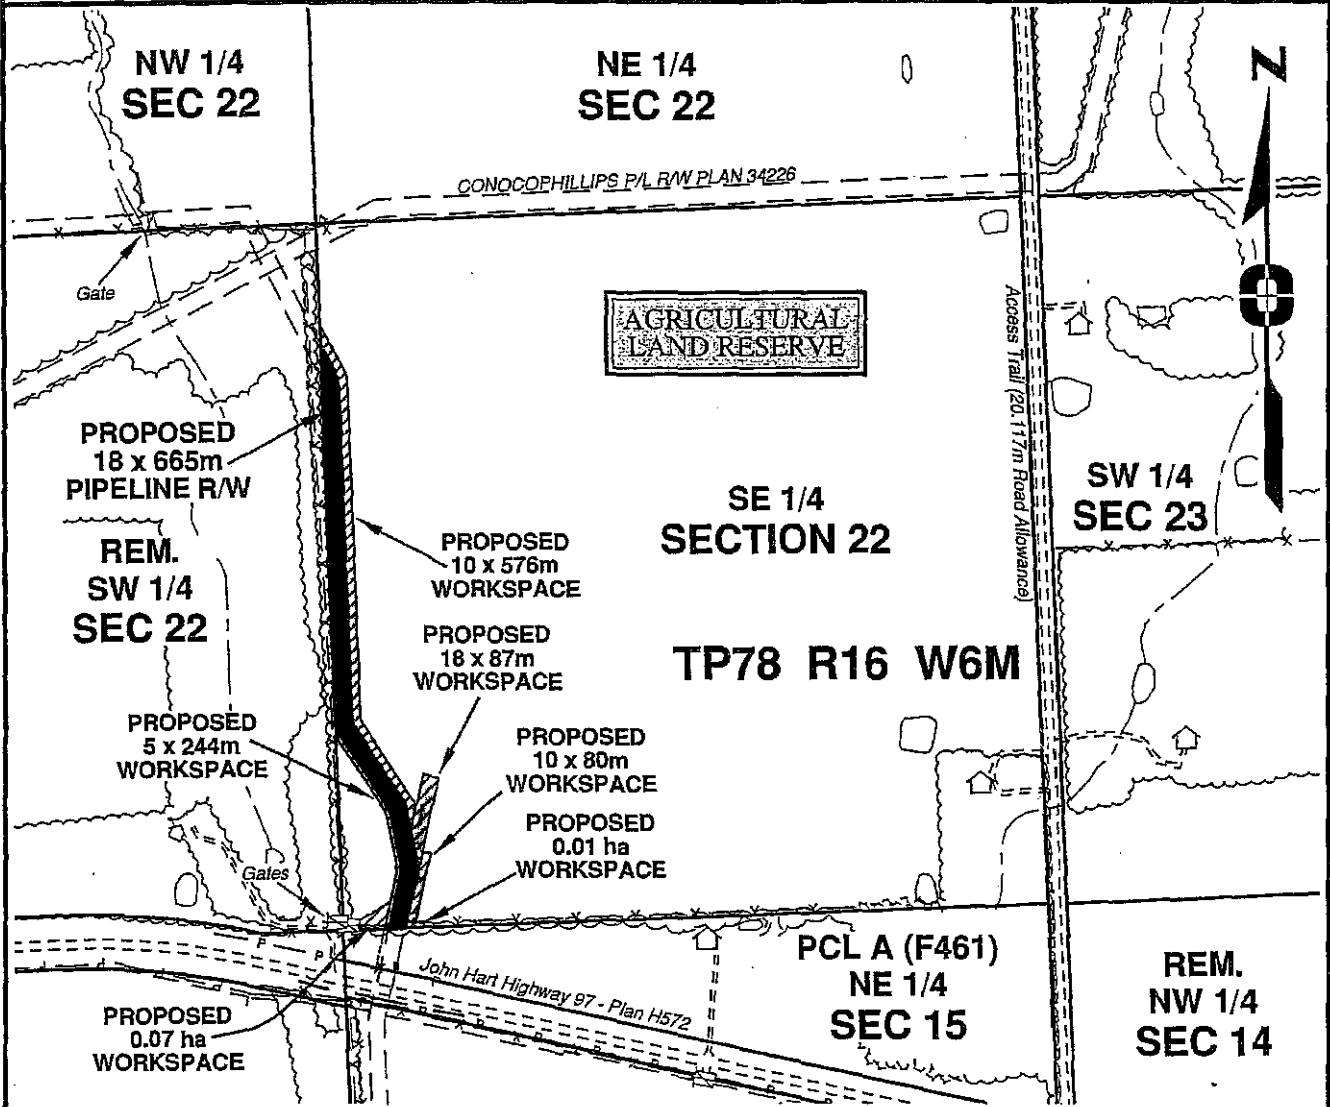 NW 1/4
SEC 22
NE 1/4
SEC 22
Z
CONOCOPHILLIPS P/L R/W PLAN 34226
Gate
AGRICULTURAL
LAND RESERVE
Access Trail (20.117m Road Allowance)
PROPOSED
18 x 665m
PIPELINE R/W
SW 1/4
SEC 23
SE 1/4
SECTION 22
REM.
SW 1/4
SEC 22
PROPOSED
10 x 576m
WORKSPACE
PROPOSED
18 x 87m
WORKSPACE
TP78 R16 W6M
PROPOSED
5 x 244m
WORKSPACE
PROPOSED
10 x 80m
WORKSPACE
PROPOSED
0.01 ha
WORKSPACE
Gates
John Hart Highway 97 - Plan H572
PCL A (F461)
NE 1/4
SEC 15
REM.
NW 1/4
SEC 14
PROPOSED
0.07 ha
WORKSPACE